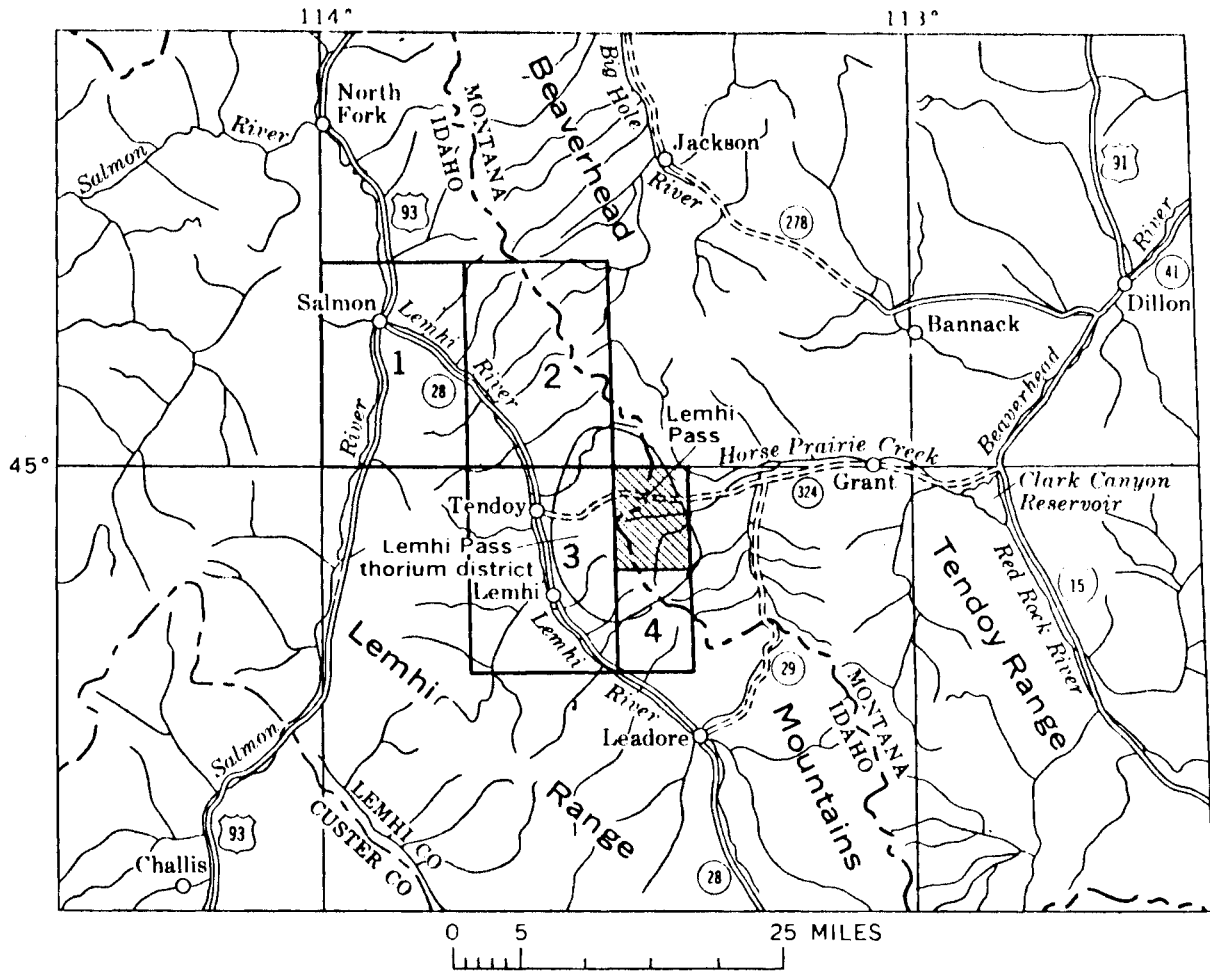 114°
113°
North
Fork
Salmon River
93
MONTANA
IDAHO
Beaverhead
Big Hole
River
Jackson
278
91
River
41
Dillon
Bannack
Beaverhead
Salmon
Lemhi
River
1
28
2
River
Lemhi
Pass
45°
Horse Prairie Creek
324
Grant
Clark Canyon
Reservoir
Tendoy
Lemhi Pass
thorium district
3
Lemhi
Lemhi
River
4
29
Red Rock River
15
Tendoy Range
MONTANA
IDAHO
Mountains
Lemhi
Range
Leadore
Salmon
LEMHI CO
CUSTER CO
93
Challis
28
0 5 25 MILES